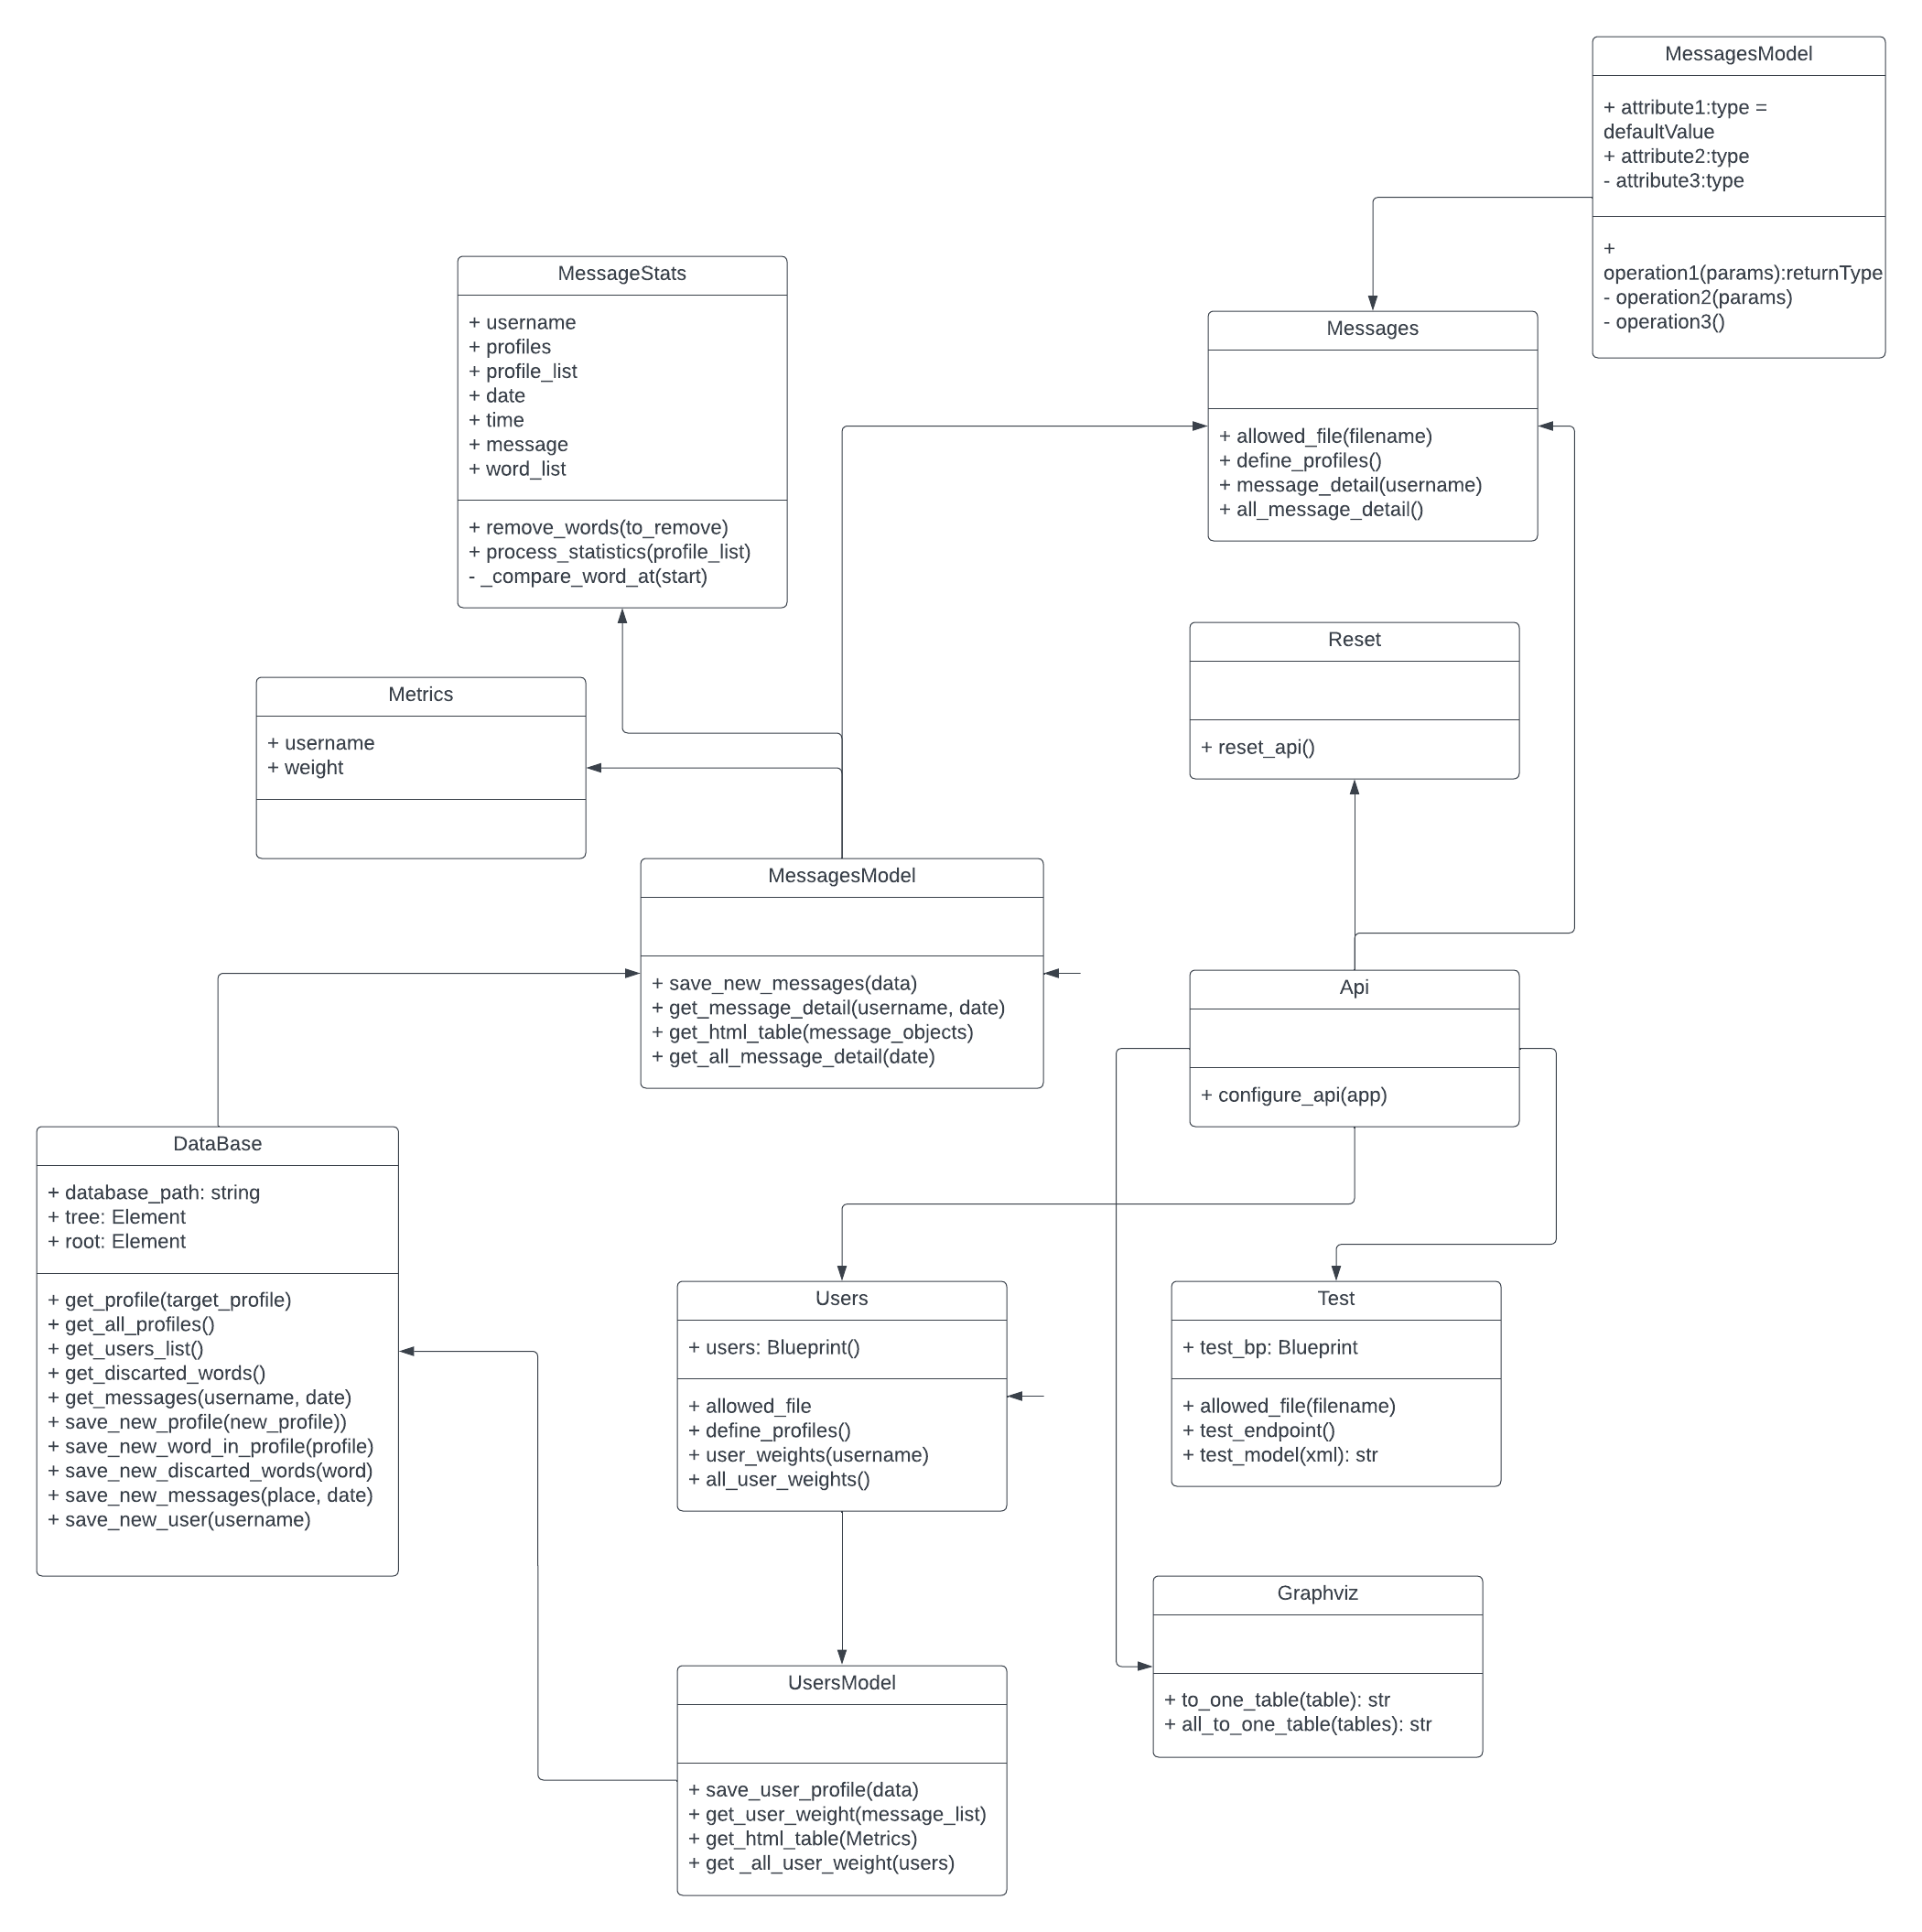 MessagesModel
+ attribute1:type =
defaultValue
+ attribute2:type
- attribute3:type
+
operation1(params):returnType
- operation2(params)
- operation3()
MessageStats
+ username
+ profiles
+ profile_list
+ date
+ time
+ message
+ word_list
+ remove_words(to_remove)
+ process_statistics(profile_list)
- _compare_word_at(start)
Messages
+ allowed_file(filename)
+ define_profiles()
+ message_detail(username)
+ all_message_detail()
Reset
+ reset_api()
Metrics
+ username
+ weight
MessagesModel
+ save_new_messages(data)
+ get_message_detail(username, date)
+ get_html_table(message_objects)
+ get_all_message_detail(date)
Api
+ configure_api(app)
DataBase
+ database_path: string
+ tree: Element
+ root: Element
+ get_profile(target_profile)
+ get_all_profiles()
+ get_users_list()
+ get_discarted_words()
+ get_messages(username, date)
+ save_new_profile(new_profile))
+ save_new_word_in_profile(profile)
+ save_new_discarted_words(word)
+ save_new_messages(place, date)
+ save_new_user(username)
Users
+ users: Blueprint()
+ allowed_file
+ define_profiles()
+ user_weights(username)
+ all_user_weights()
Test
+ test_bp: Blueprint
+ allowed_file(filename)
+ test_endpoint()
+ test_model(xml): str
Graphviz
+ to_one_table(table): str
+ all_to_one_table(tables): str
UsersModel
+ save_user_profile(data)
+ get_user_weight(message_list)
+ get_html_table(Metrics)
+ get _all_user_weight(users)